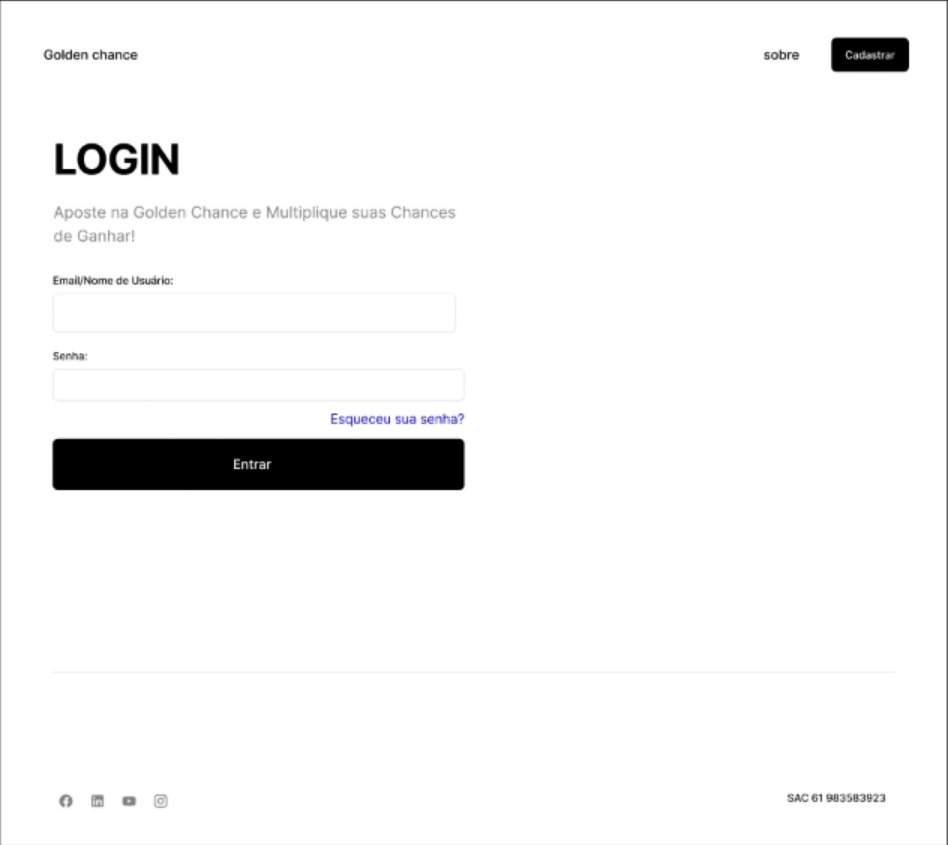 Golden chance
sobre
Cadastrar
LOGIN
Aposte na Golden Chance e Multiplique suas Chances
de Ganhar!
Email/Nome de Usuário:
Senha:
Esqueceu sua senha?
Entrar
SAC 61 983583923